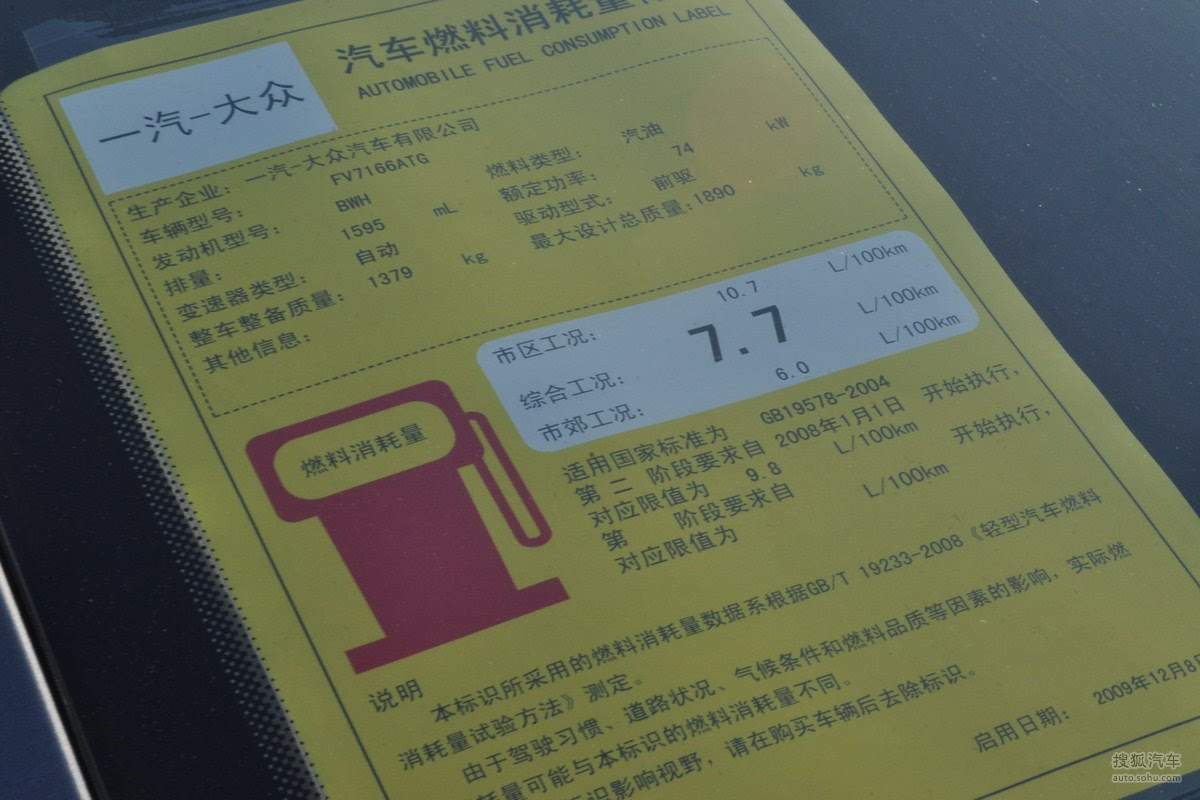 汽车燃料消耗量
AUTOMOBILE FUEL CONSUMPTION LABEL
一汽-大众
生产企业: 一汽-大众汽车有限公司
车辆型号: FV7166ATG 燃料类型: 汽油
发动机型号: BWH 额定功率: 74 kW
排量: 1595 mL 驱动型式: 前驱
变速器类型: 自动 最大设计总质量: 1890 kg
整车整备质量: 1379 kg
其他信息:
市区工况: 10.7 L/100km
综合工况: 7.7 L/100km
市郊工况: 6.0 L/100km
燃料消耗量
适用国家标准为 GB19578-2004
第 二 阶段要求自 2008年1月1日 开始执行,
对应限值为 9.8 L/100km
第 阶段要求自 开始执行,
对应限值为 L/100km
说明
本标识所采用的燃料消耗量数据系根据GB/T 19233-2008《轻型汽车燃料
消耗量试验方法》测定。
由于驾驶习惯、道路状况、气候条件和燃料品质等因素的影响, 实际燃
耗量可能与本标识的燃料消耗量不同。
识影响视野, 请在购买车辆后去除标识。
启用日期: 2009年12月8日
搜狐汽车
auto.sohu.com